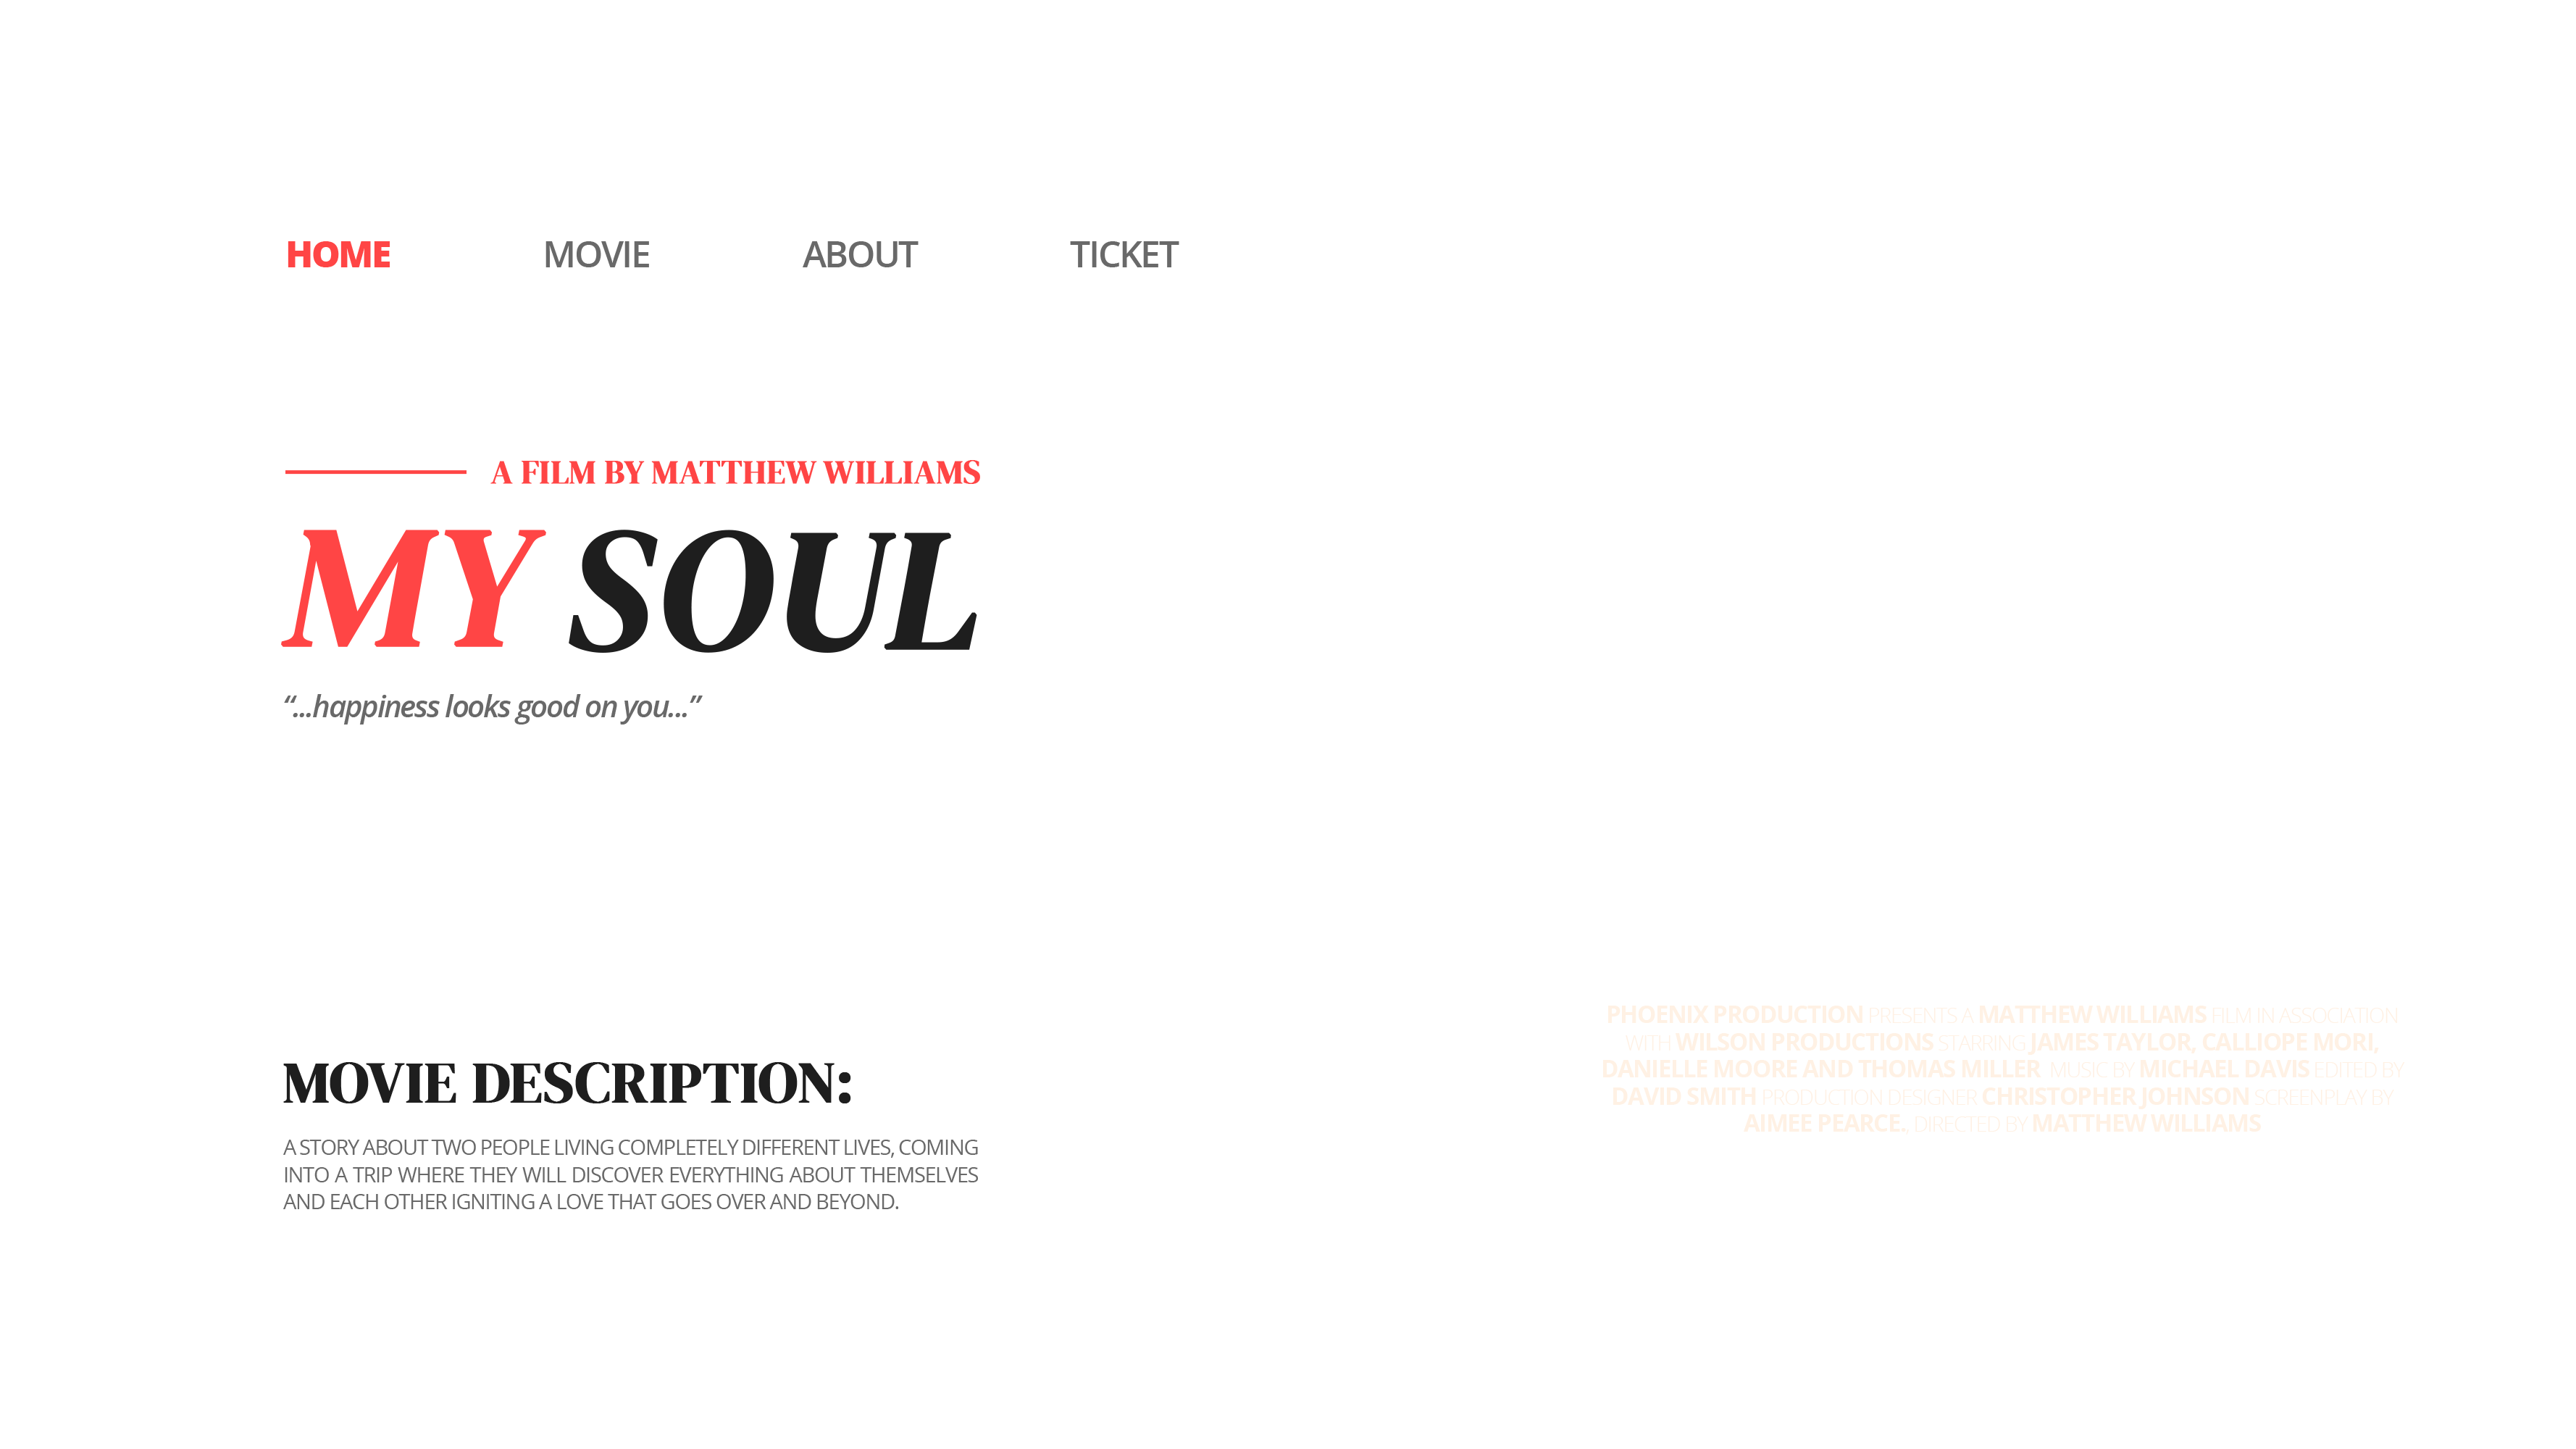 HOME MOVIE ABOUT TICKET
A FILM BY MATTHEW WILLIAMS
MY SOUL
“...happiness looks good on you...”
MOVIE DESCRIPTION:
A STORY ABOUT TWO PEOPLE LIVING COMPLETELY DIFFERENT LIVES, COMING
INTO A TRIP WHERE THEY WILL DISCOVER EVERYTHING ABOUT THEMSELVES
AND EACH OTHER IGNITING A LOVE THAT GOES OVER AND BEYOND.
PHOENIX PRODUCTION PRESENTS A MATTHEW WILLIAMS FILM IN ASSOCIATION
WITH WILSON PRODUCTIONS STARRING JAMES TAYLOR, CALLIOPE MORI,
DANIELLE MOORE AND THOMAS MILLER MUSIC BY MICHAEL DAVIS EDITED BY
DAVID SMITH PRODUCTION DESIGNER CHRISTOPHER JOHNSON SCREENPLAY BY
AIMEE PEARCE., DIRECTED BY MATTHEW WILLIAMS